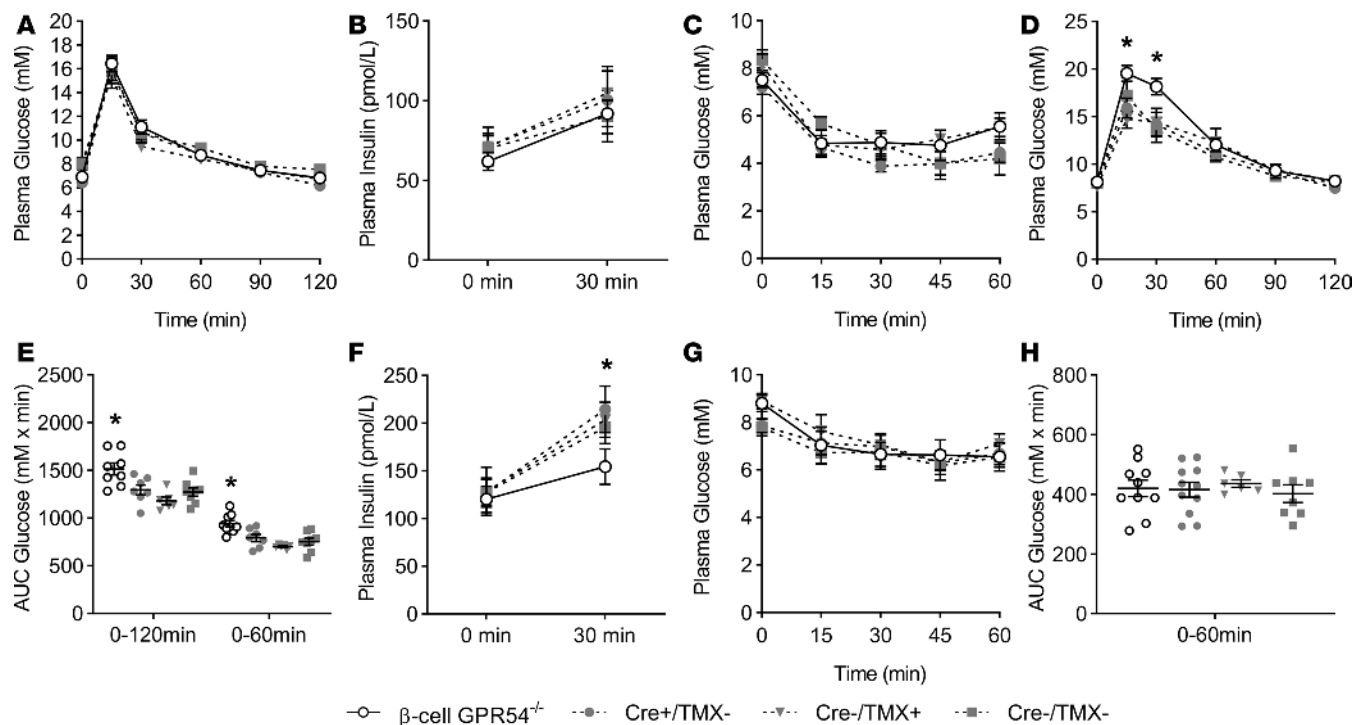 A
Plasma Glucose (mM)
20
18
16
14
12
10
8
6
4
2
0
0 30 60 90 120
Time (min)
B
Plasma Insulin (pmol/L)
150
100
50
0
0 min 30 min
C
Plasma Glucose (mM)
10
8
6
4
2
0
0 15 30 45 60
Time (min)
D
Plasma Glucose (mM)
25
20
15
10
5
0
* *
0 30 60 90 120
Time (min)
E
AUC Glucose (mM x min)
2500
2000
1500
1000
500
0
*
*
0-120min 0-60min
F
Plasma Insulin (pmol/L)
250
200
150
100
50
0
*
0 min 30 min
G
Plasma Glucose (mM)
10
8
6
4
2
0
0 15 30 45 60
Time (min)
H
AUC Glucose (mM x min)
800
600
400
200
0
0-60min
β-cell GPR54-/- Cre+/TMX- Cre-/TMX+ Cre-/TMX-